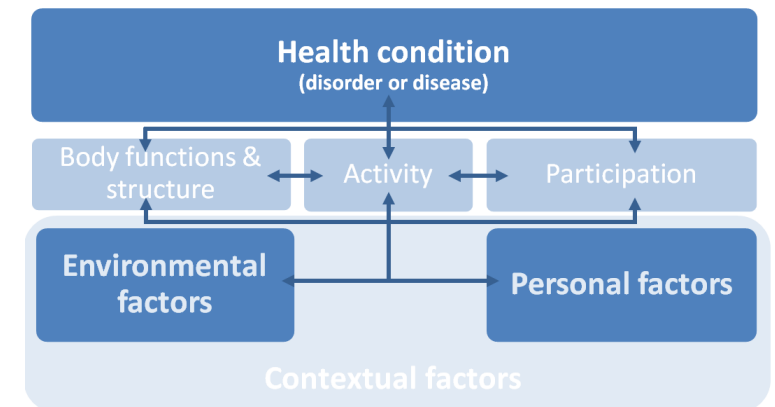 Health condition
(disorder or disease)
Body functions &
structure
Activity
Participation
Environmental
factors
Personal factors
Contextual factors